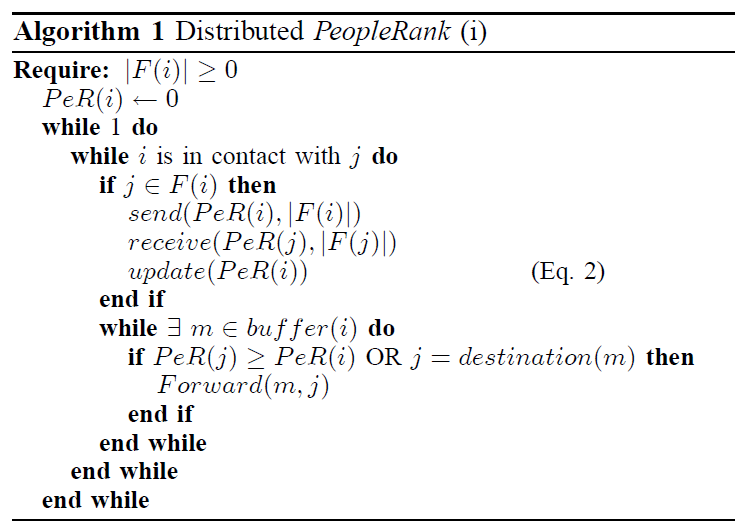 Algorithm 1 Distributed PeopleRank (i)
Require: |F(i)| ≥ 0
PeR(i) ← 0
while 1 do
while i is in contact with j do
if j ∈ F(i) then
send(PeR(i), |F(i)|)
receive(PeR(j), |F(j)|)
update(PeR(i)) (Eq. 2)
end if
while ∃ m ∈ buffer(i) do
if PeR(j) ≥ PeR(i) OR j = destination(m) then
Forward(m, j)
end if
end while
end while
end while